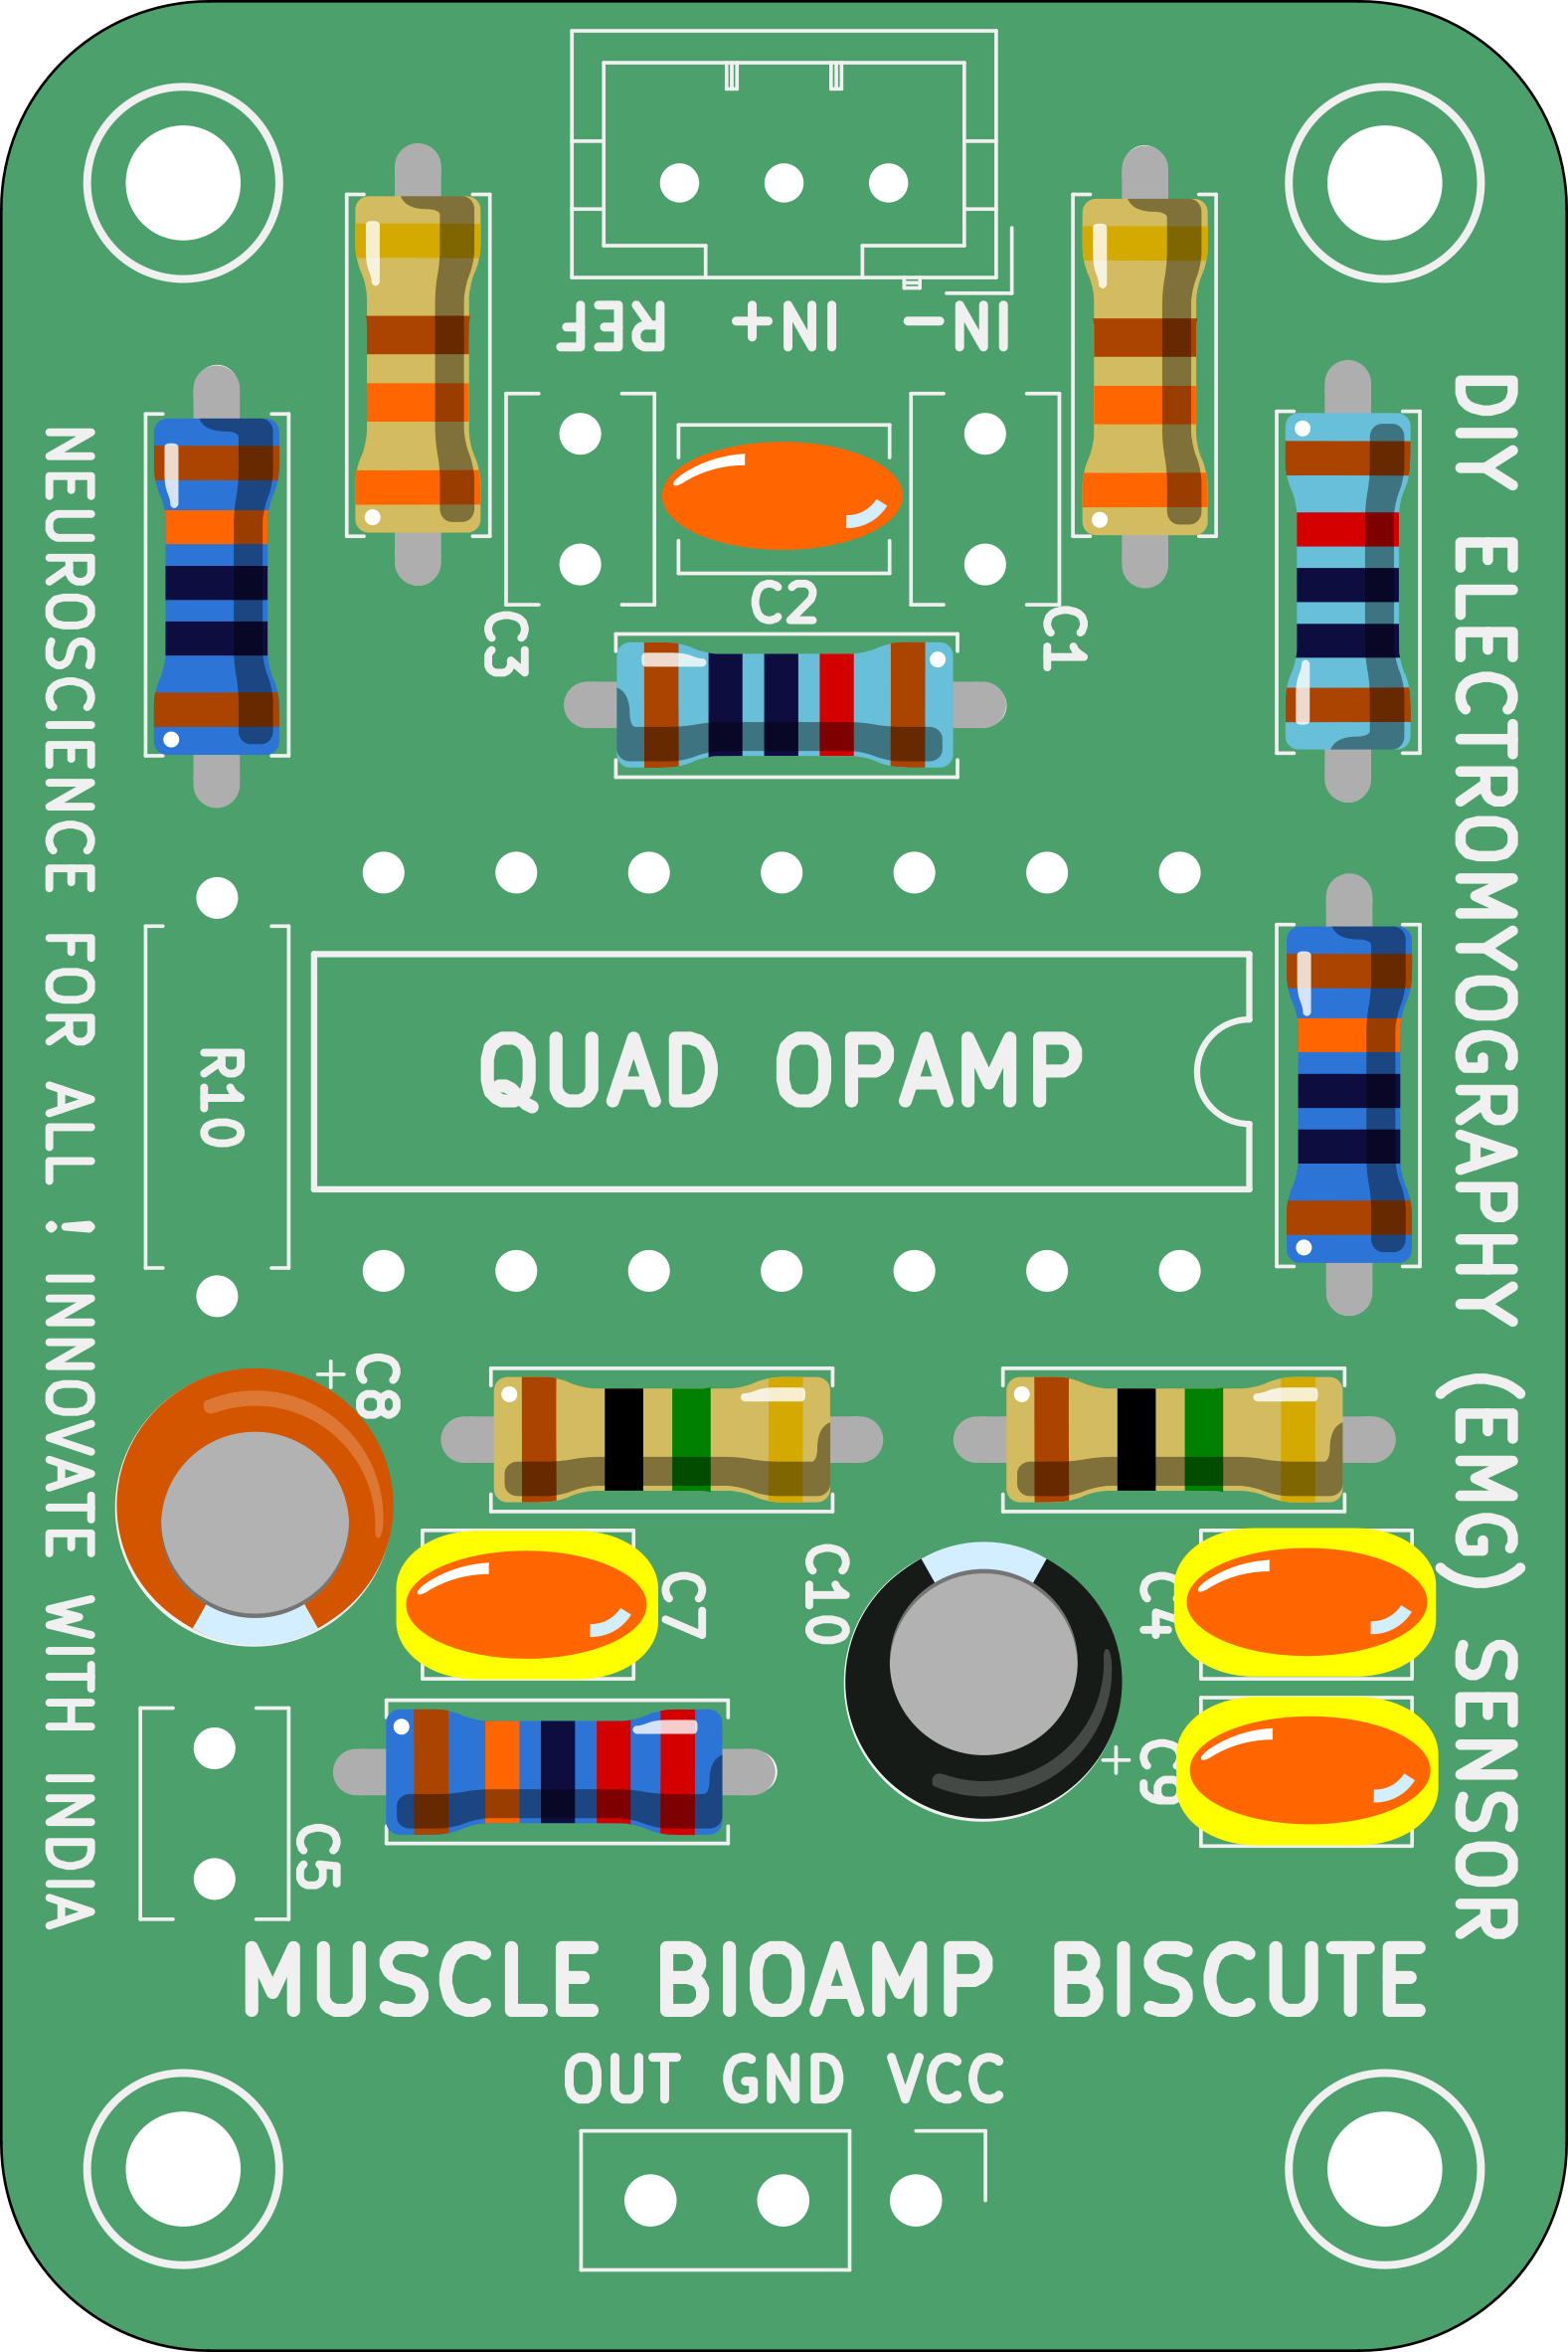 REF IN+ IN-
C3
C2
C1
NEUROSCIENCE FOR ALL ! INNOVATE WITH INDIA
DIY ELECTROMYOGRAPHY (EMG) SENSOR
QUAD OPAMP
R10
C8
C7
C10
C4
C9
C5
MUSCLE BIOAMP BISCUTE
OUT GND VCC